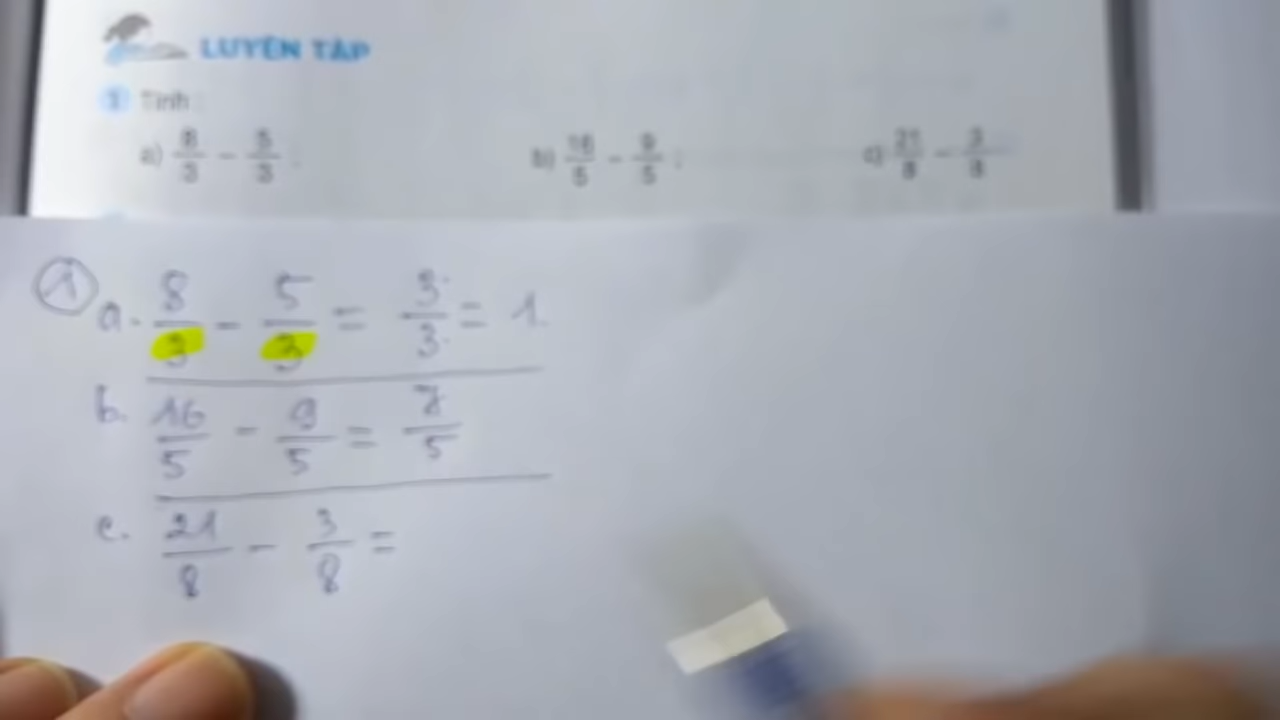 LUYỆN TẬP
1 Tính :
a) 8/3 - 5/3 ; b) 16/5 - 9/5 ; c) 21/8 - 3/8
1 a. 8/3 - 5/3 = 3/3 = 1
b. 16/5 - 9/5 = 7/5
c. 21/8 - 3/8 =